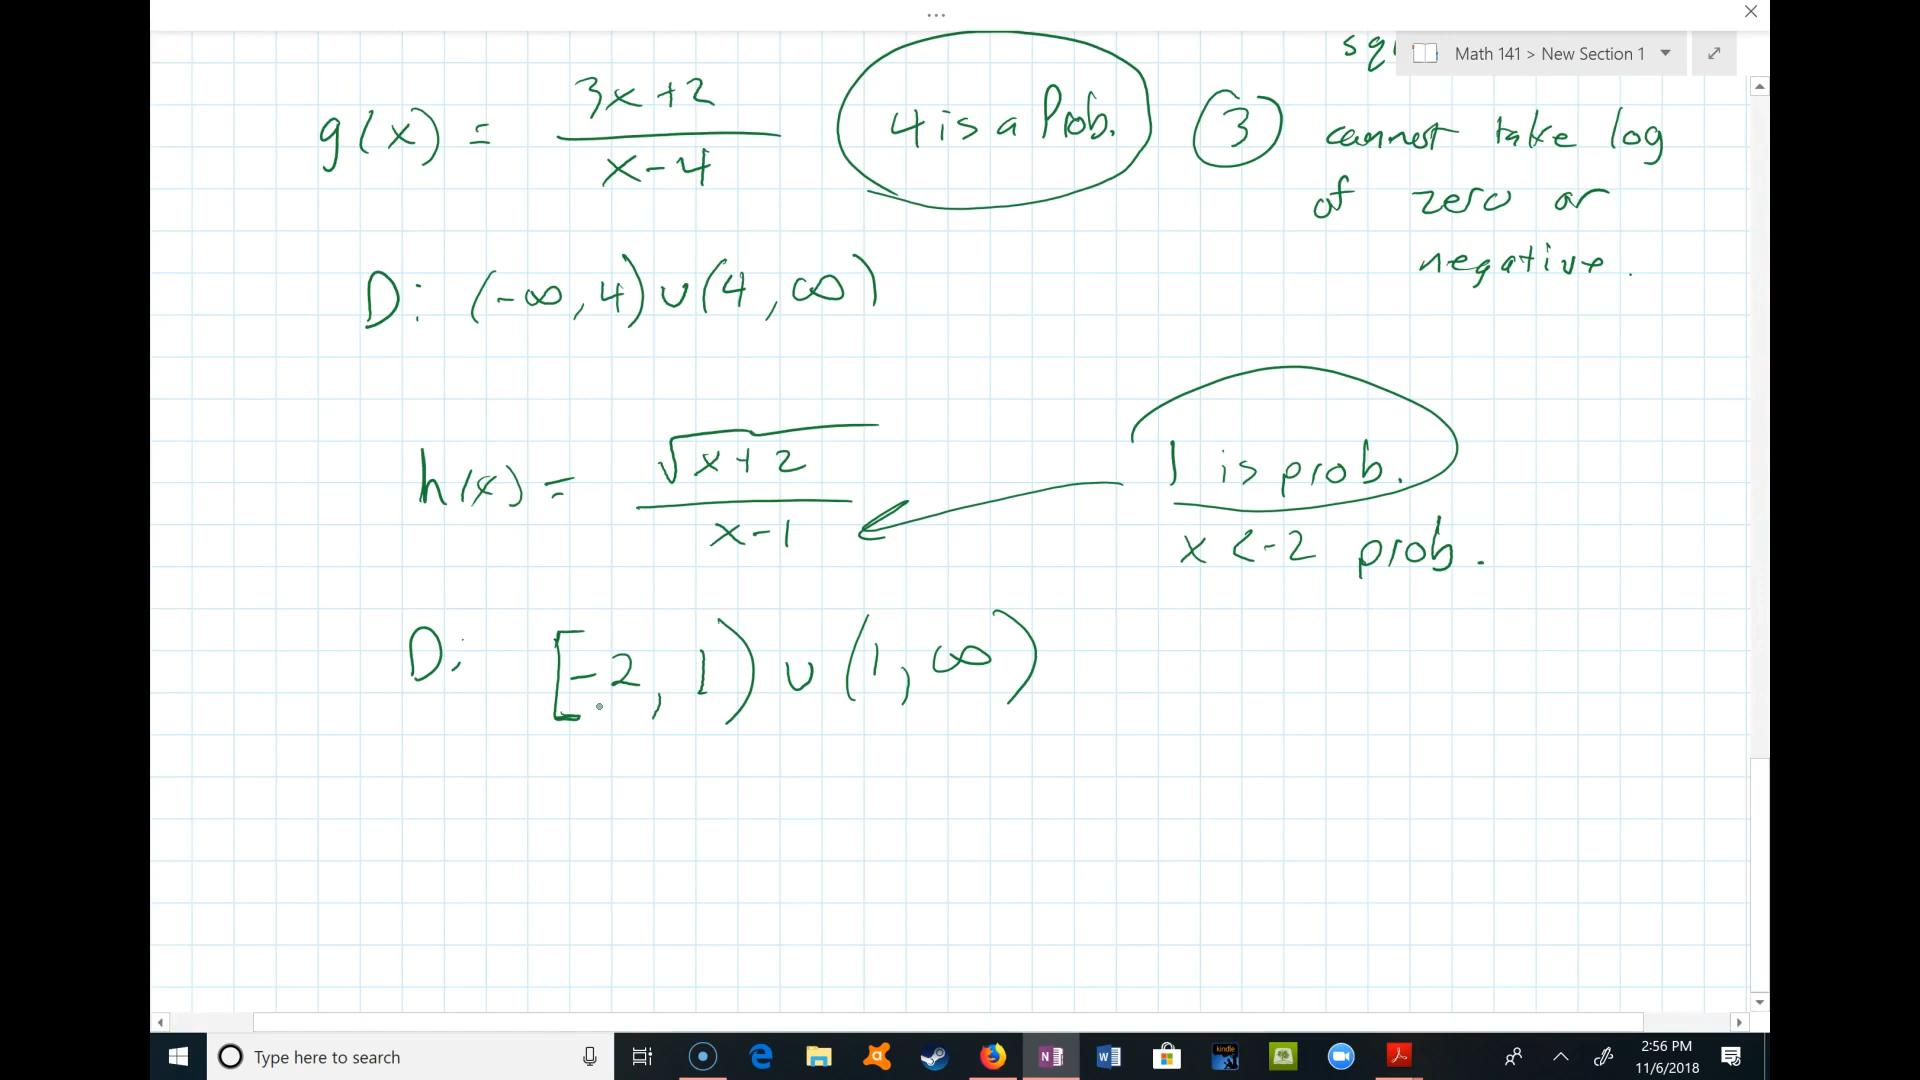 squ
Math 141 > New Section 1
g(x) = (3x+2)/(x-4)
4 is a Prob.
3 cannot take log
of zero or
negative.
D: (-∞, 4) ∪ (4, ∞)
h(x) = √(x+2)/(x-1)
1 is prob.
x < -2 prob.
D: [-2, 1) ∪ (1, ∞)
Type here to search
kindle
2:56 PM
11/6/2018